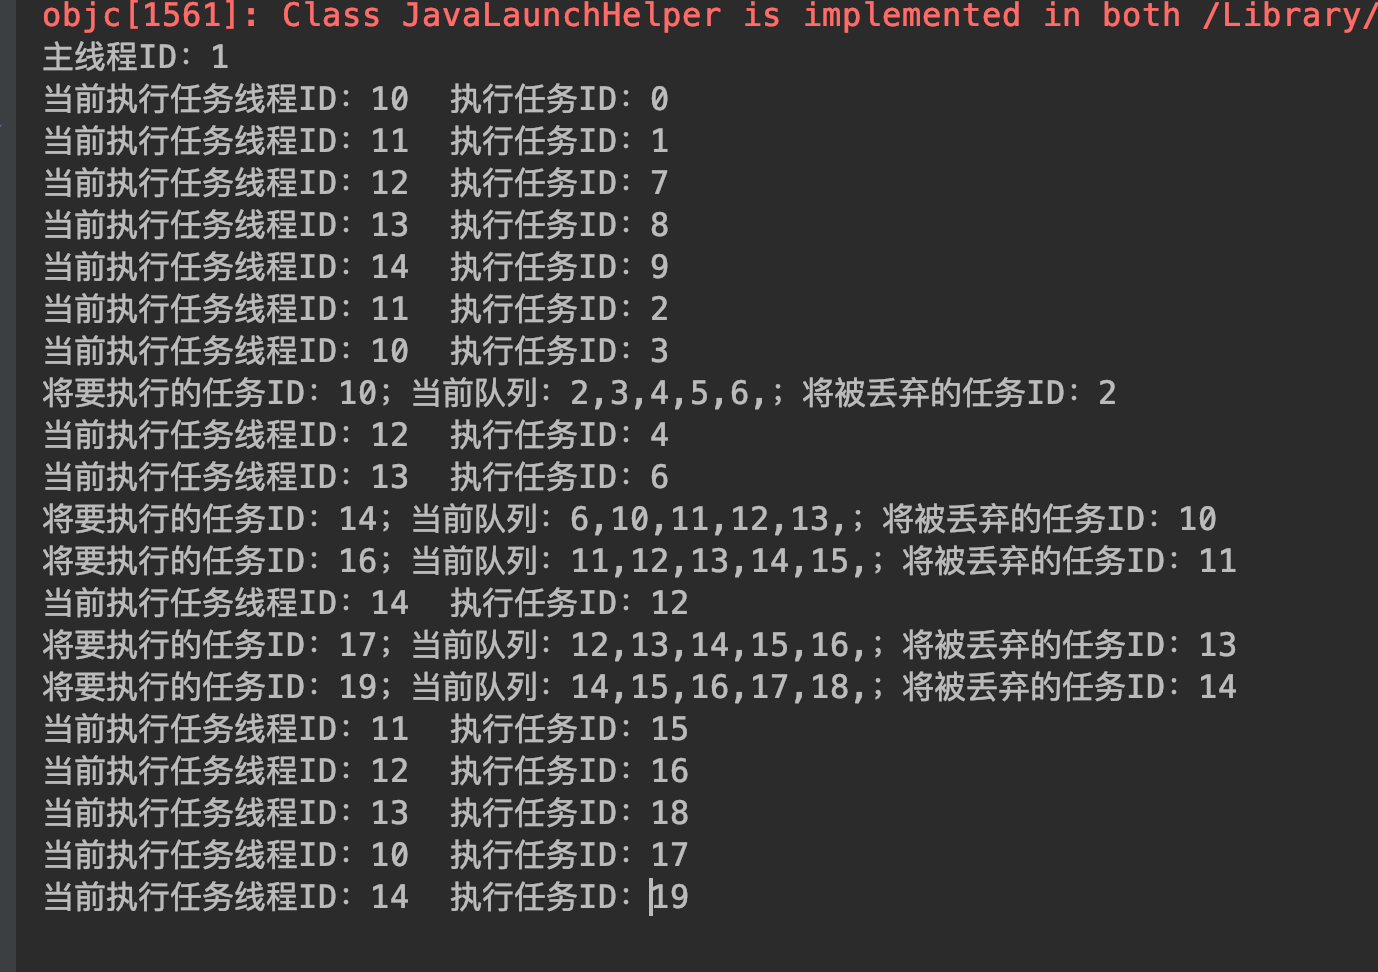 objc[1561]: Class JavaLaunchHelper is implemented in both /Library/
主线程ID: 1
当前执行任务线程ID: 10  执行任务ID: 0
当前执行任务线程ID: 11  执行任务ID: 1
当前执行任务线程ID: 12  执行任务ID: 7
当前执行任务线程ID: 13  执行任务ID: 8
当前执行任务线程ID: 14  执行任务ID: 9
当前执行任务线程ID: 11  执行任务ID: 2
当前执行任务线程ID: 10  执行任务ID: 3
将要执行的任务ID: 10; 当前队列: 2,3,4,5,6,; 将被丢弃的任务ID: 2
当前执行任务线程ID: 12  执行任务ID: 4
当前执行任务线程ID: 13  执行任务ID: 6
将要执行的任务ID: 14; 当前队列: 6,10,11,12,13,; 将被丢弃的任务ID: 10
将要执行的任务ID: 16; 当前队列: 11,12,13,14,15,; 将被丢弃的任务ID: 11
当前执行任务线程ID: 14  执行任务ID: 12
将要执行的任务ID: 17; 当前队列: 12,13,14,15,16,; 将被丢弃的任务ID: 13
将要执行的任务ID: 19; 当前队列: 14,15,16,17,18,; 将被丢弃的任务ID: 14
当前执行任务线程ID: 11  执行任务ID: 15
当前执行任务线程ID: 12  执行任务ID: 16
当前执行任务线程ID: 13  执行任务ID: 18
当前执行任务线程ID: 10  执行任务ID: 17
当前执行任务线程ID: 14  执行任务ID: 19